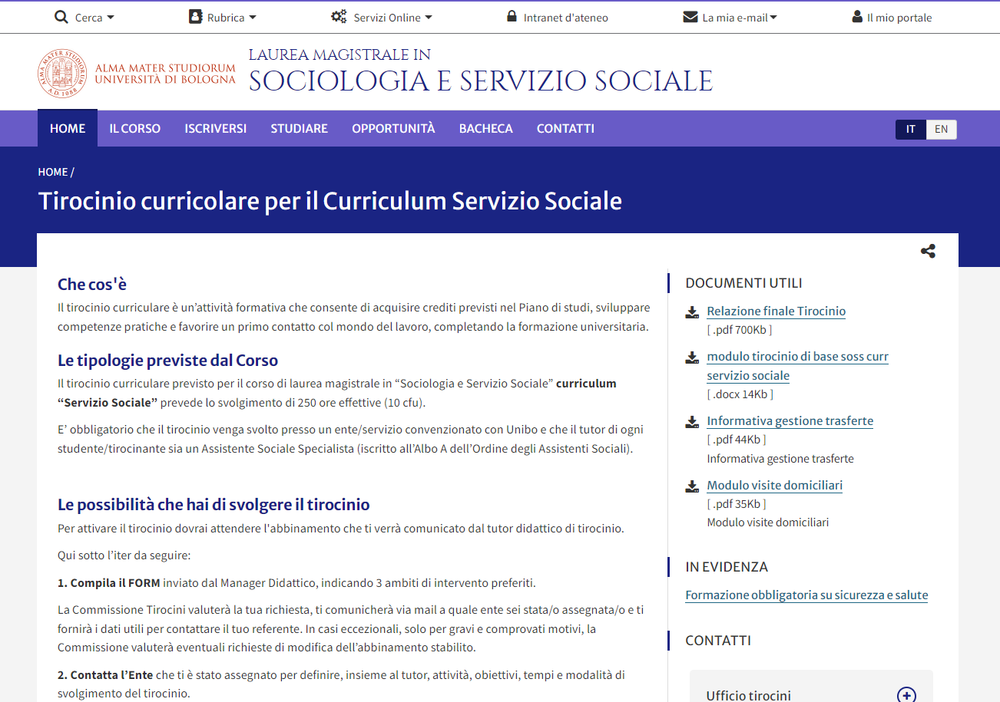 Cerca
Rubrica
Servizi Online
Intranet d'ateneo
La mia e-mail
Il mio portale
ALMA MATER STUDIORUM
A.D. 1088
ALMA MATER STUDIORUM
UNIVERSITÀ DI BOLOGNA
LAUREA MAGISTRALE IN
SOCIOLOGIA E SERVIZIO SOCIALE
HOME
IL CORSO
ISCRIVERSI
STUDIARE
OPPORTUNITÀ
BACHECA
CONTATTI
IT
EN
HOME /
Tirocinio curricolare per il Curriculum Servizio Sociale
Che cos'è
Il tirocinio curriculare è un’attività formativa che consente di acquisire crediti previsti nel Piano di studi, sviluppare
competenze pratiche e favorire un primo contatto col mondo del lavoro, completando la formazione universitaria.
Le tipologie previste dal Corso
Il tirocinio curriculare previsto per il corso di laurea magistrale in “Sociologia e Servizio Sociale” curriculum
“Servizio Sociale” prevede lo svolgimento di 250 ore effettive (10 cfu).
E’ obbligatorio che il tirocinio venga svolto presso un ente/servizio convenzionato con Unibo e che il tutor di ogni
studente/tirocinante sia un Assistente Sociale Specialista (iscritto all’Albo A dell’Ordine degli Assistenti Sociali).
Le possibilità che hai di svolgere il tirocinio
Per attivare il tirocinio dovrai attendere l'abbinamento che ti verrà comunicato dal tutor didattico di tirocinio.
Qui sotto l’iter da seguire:
1. Compila il FORM inviato dal Manager Didattico, indicando 3 ambiti di intervento preferiti.
La Commissione Tirocini valuterà la tua richiesta, ti comunicherà via mail a quale ente sei stata/o assegnata/o e ti
fornirà i dati utili per contattare il tuo referente. In casi eccezionali, solo per gravi e comprovati motivi, la
Commissione valuterà eventuali richieste di modifica dell’abbinamento stabilito.
2. Contatta l’Ente che ti è stato assegnato per definire, insieme al tutor, attività, obiettivi, tempi e modalità di
svolgimento del tirocinio.
DOCUMENTI UTILI
Relazione finale Tirocinio
[ .pdf 700Kb ]
modulo tirocinio di base soss curr
servizio sociale
[ .docx 14Kb ]
Informativa gestione trasferte
[ .pdf 44Kb ]
Informativa gestione trasferte
Modulo visite domiciliari
[ .pdf 35Kb ]
Modulo visite domiciliari
IN EVIDENZA
Formazione obbligatoria su sicurezza e salute
CONTATTI
Ufficio tirocini